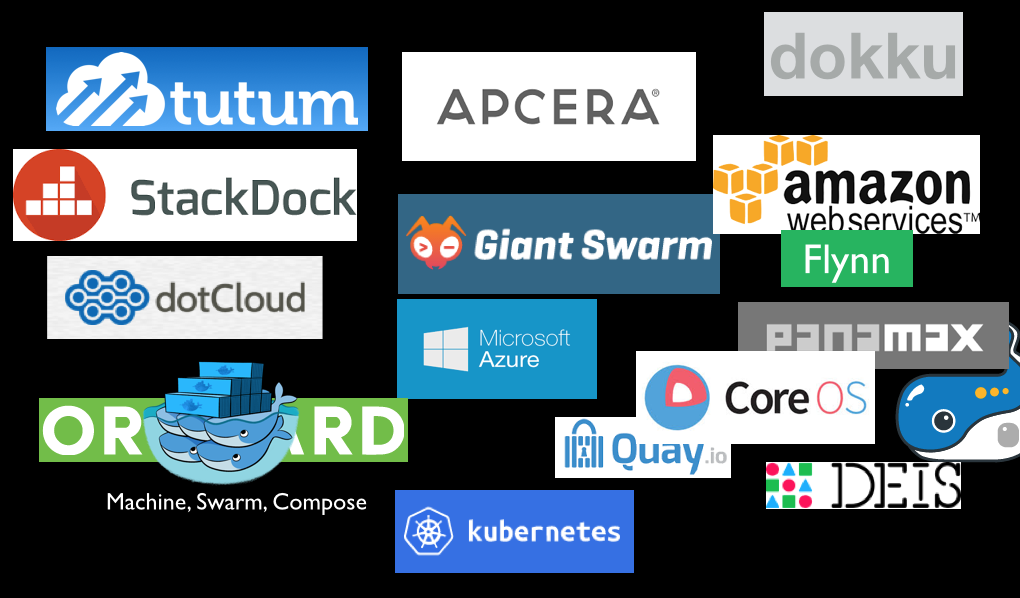 dokku
tutum
APCERA®
StackDock
amazon
webservices™
Giant Swarm
Flynn
dotCloud
Microsoft
Azure
panamax
Core OS
OR ARD
Quay.io
DEIS
Machine, Swarm, Compose
kubernetes